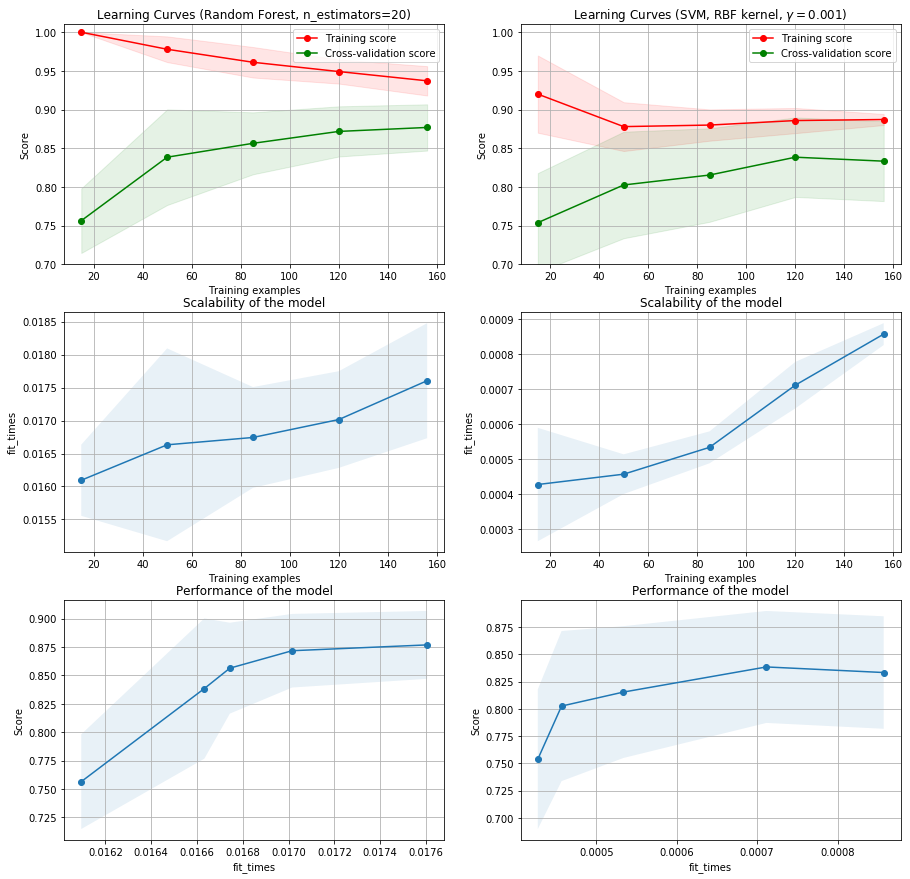 Learning Curves (Random Forest, n_estimators=20)
1.00
0.95
0.90
0.85
0.80
0.75
0.70
Score
Training score
Cross-validation score
20 40 60 80 100 120 140 160
Training examples
Learning Curves (SVM, RBF kernel, γ = 0.001)
1.00
0.95
0.90
0.85
0.80
0.75
0.70
Score
Training score
Cross-validation score
20 40 60 80 100 120 140 160
Training examples
Scalability of the model
0.0185
0.0180
0.0175
0.0170
0.0165
0.0160
0.0155
fit_times
20 40 60 80 100 120 140 160
Training examples
Scalability of the model
0.0009
0.0008
0.0007
0.0006
0.0005
0.0004
0.0003
fit_times
20 40 60 80 100 120 140 160
Training examples
Performance of the model
0.900
0.875
0.850
0.825
0.800
0.775
0.750
0.725
Score
0.0162 0.0164 0.0166 0.0168 0.0170 0.0172 0.0174 0.0176
fit_times
Performance of the model
0.875
0.850
0.825
0.800
0.775
0.750
0.725
0.700
Score
0.0005 0.0006 0.0007 0.0008
fit_times